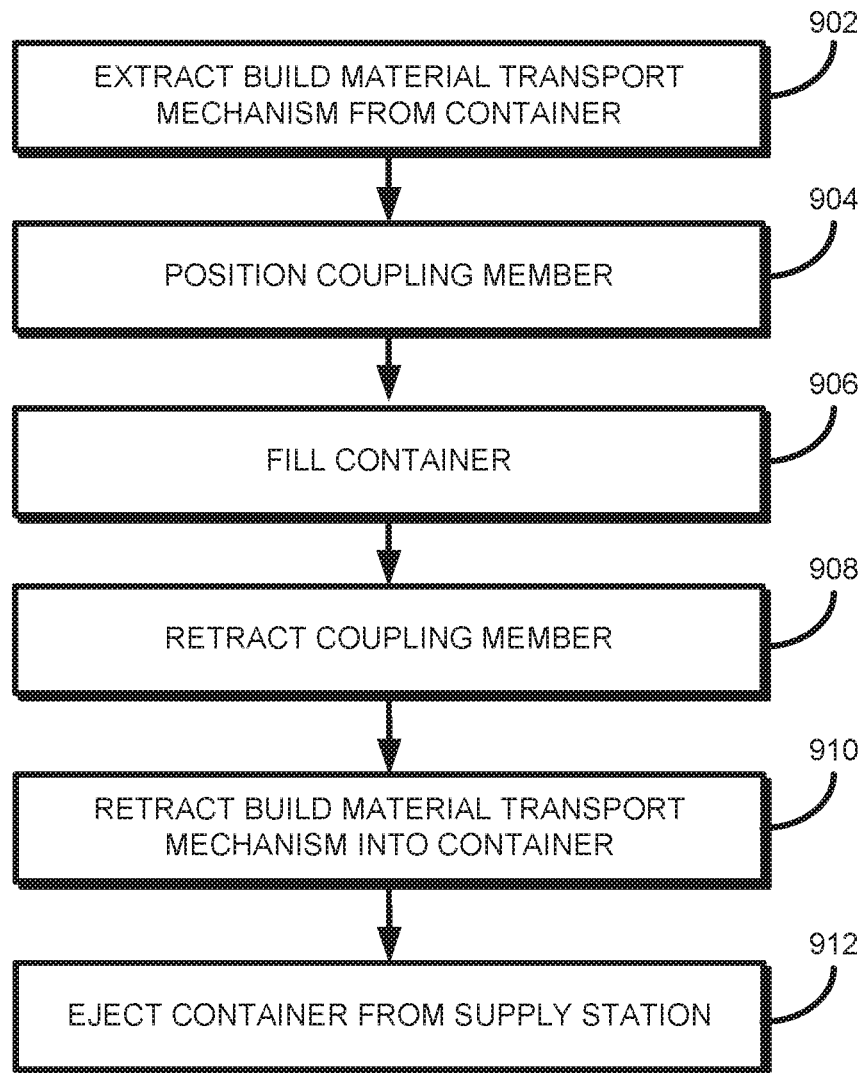 902
EXTRACT BUILD MATERIAL TRANSPORT
MECHANISM FROM CONTAINER
904
POSITION COUPLING MEMBER
906
FILL CONTAINER
908
RETRACT COUPLING MEMBER
910
RETRACT BUILD MATERIAL TRANSPORT
MECHANISM INTO CONTAINER
912
EJECT CONTAINER FROM SUPPLY STATION